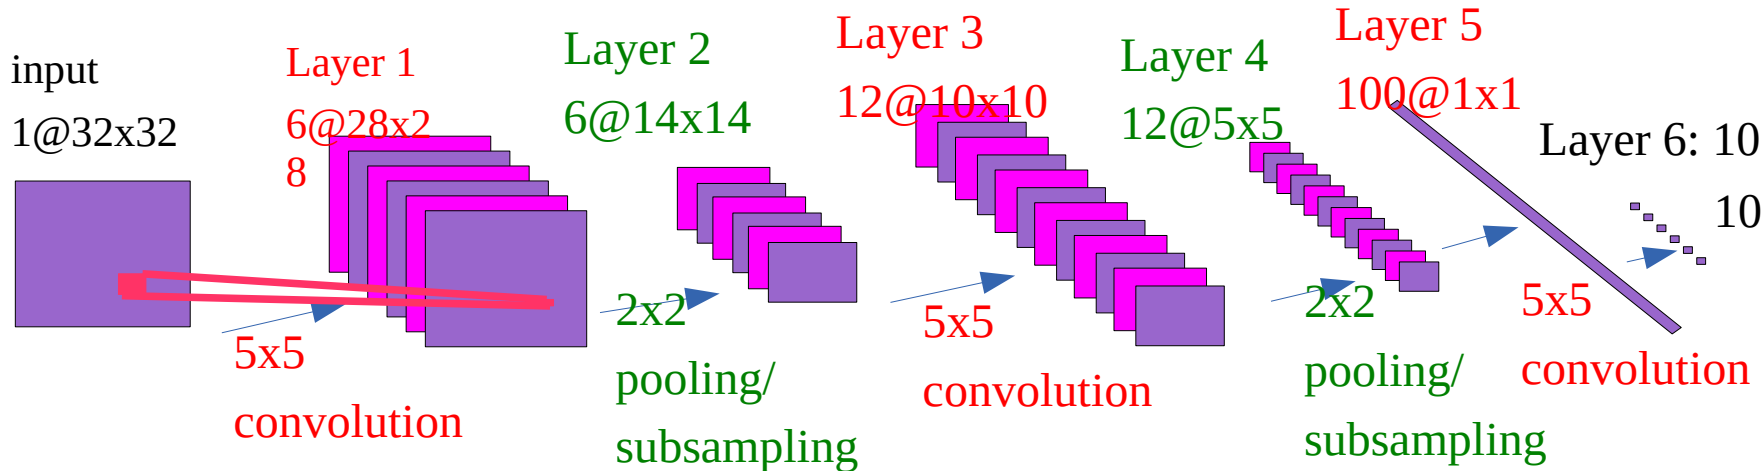 input
1@32x32
Layer 1
6@28x2
8
Layer 2
6@14x14
Layer 3
12@10x10
Layer 4
12@5x5
Layer 5
100@1x1
Layer 6: 10
10
5x5
convolution
2x2
pooling/
subsampling
5x5
convolution
2x2
pooling/
subsampling
5x5
convolution